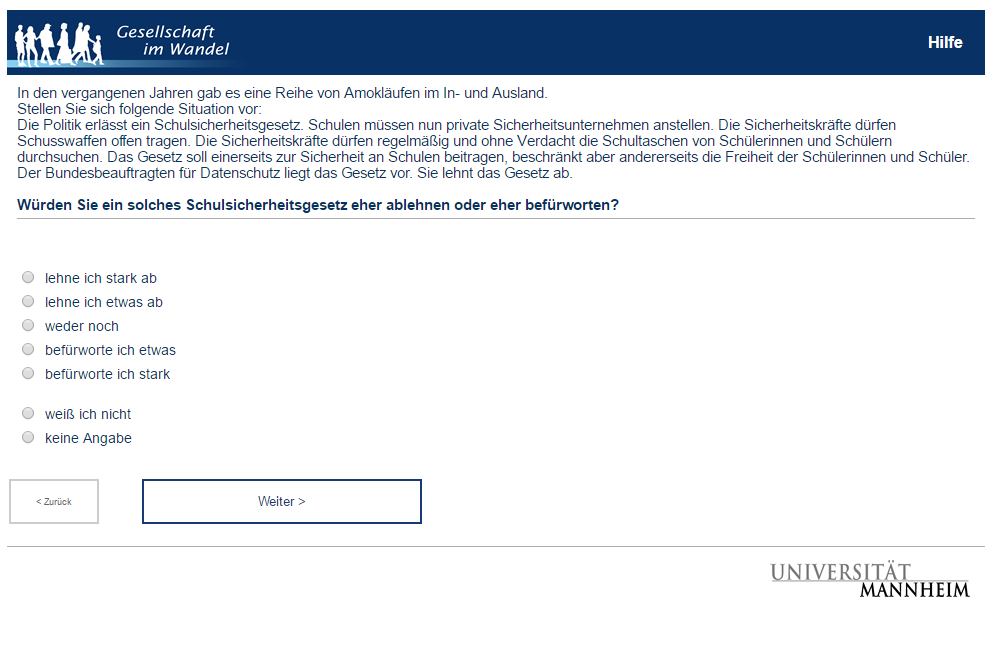 Gesellschaft
im Wandel
Hilfe
In den vergangenen Jahren gab es eine Reihe von Amokläufen im In- und Ausland.
Stellen Sie sich folgende Situation vor:
Die Politik erlässt ein Schulsicherheitsgesetz. Schulen müssen nun private Sicherheitsunternehmen anstellen. Die Sicherheitskräfte dürfen
Schusswaffen offen tragen. Die Sicherheitskräfte dürfen regelmäßig und ohne Verdacht die Schultaschen von Schülerinnen und Schülern
durchsuchen. Das Gesetz soll einerseits zur Sicherheit an Schulen beitragen, beschränkt aber andererseits die Freiheit der Schülerinnen und Schüler.
Der Bundesbeauftragten für Datenschutz liegt das Gesetz vor. Sie lehnt das Gesetz ab.
Würden Sie ein solches Schulsicherheitsgesetz eher ablehnen oder eher befürworten?
lehne ich stark ab
lehne ich etwas ab
weder noch
befürworte ich etwas
befürworte ich stark
weiß ich nicht
keine Angabe
< Zurück
Weiter >
UNIVERSITÄT
MANNHEIM